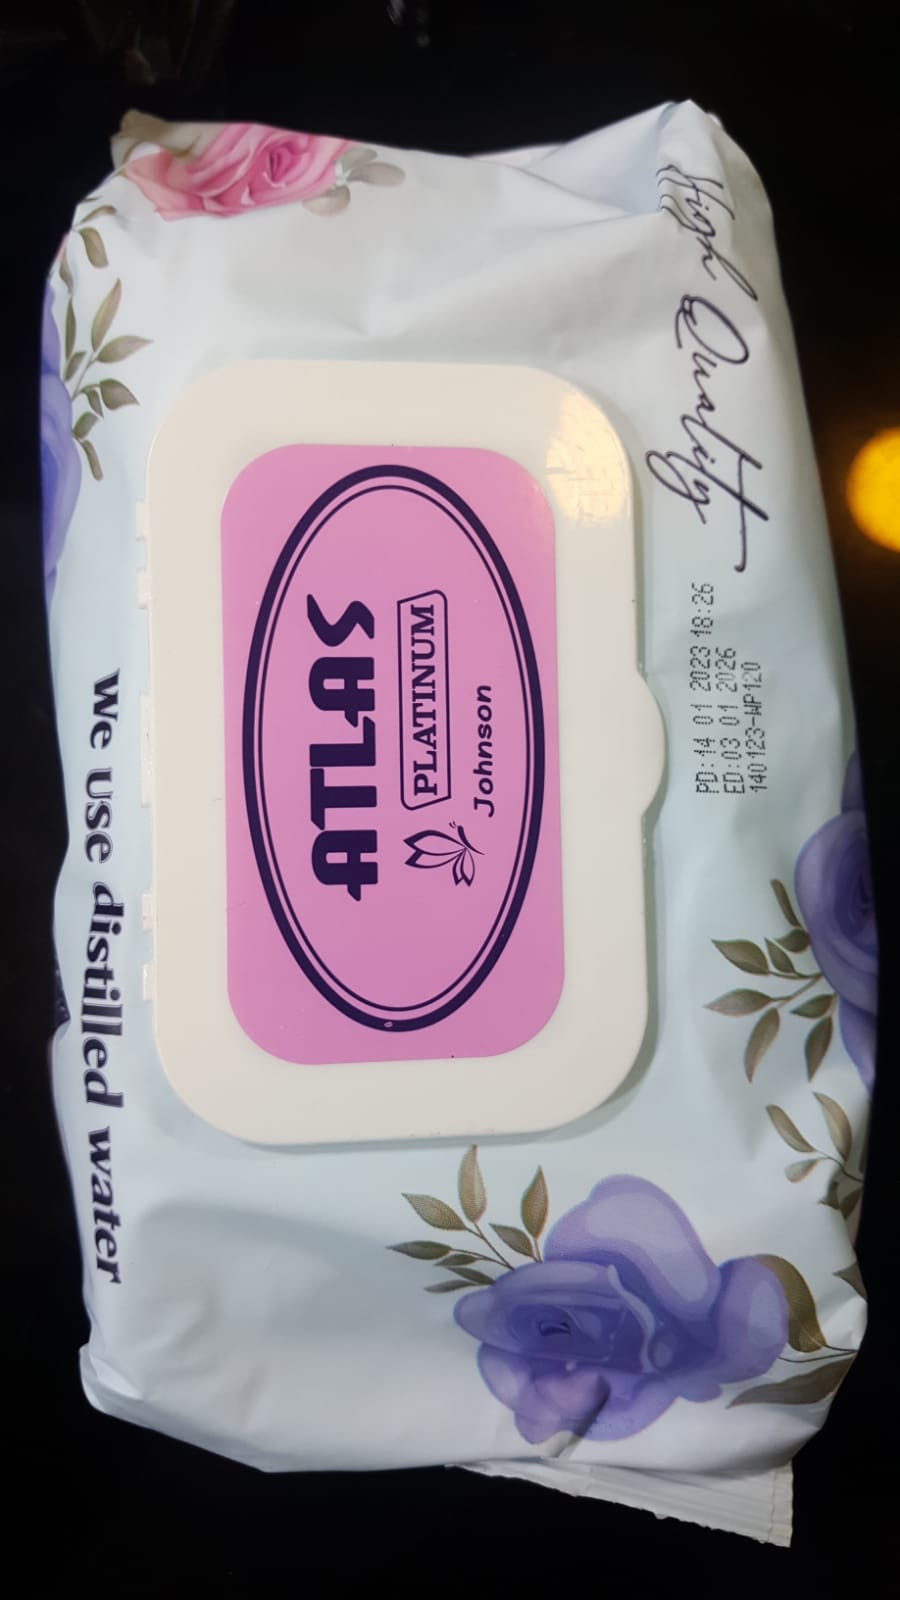 High Quality
PD:14 01 2023 18:26
ED:03 01 2026
140123-WP120
ATLAS
PLATINUM
Johnson
We use distilled water